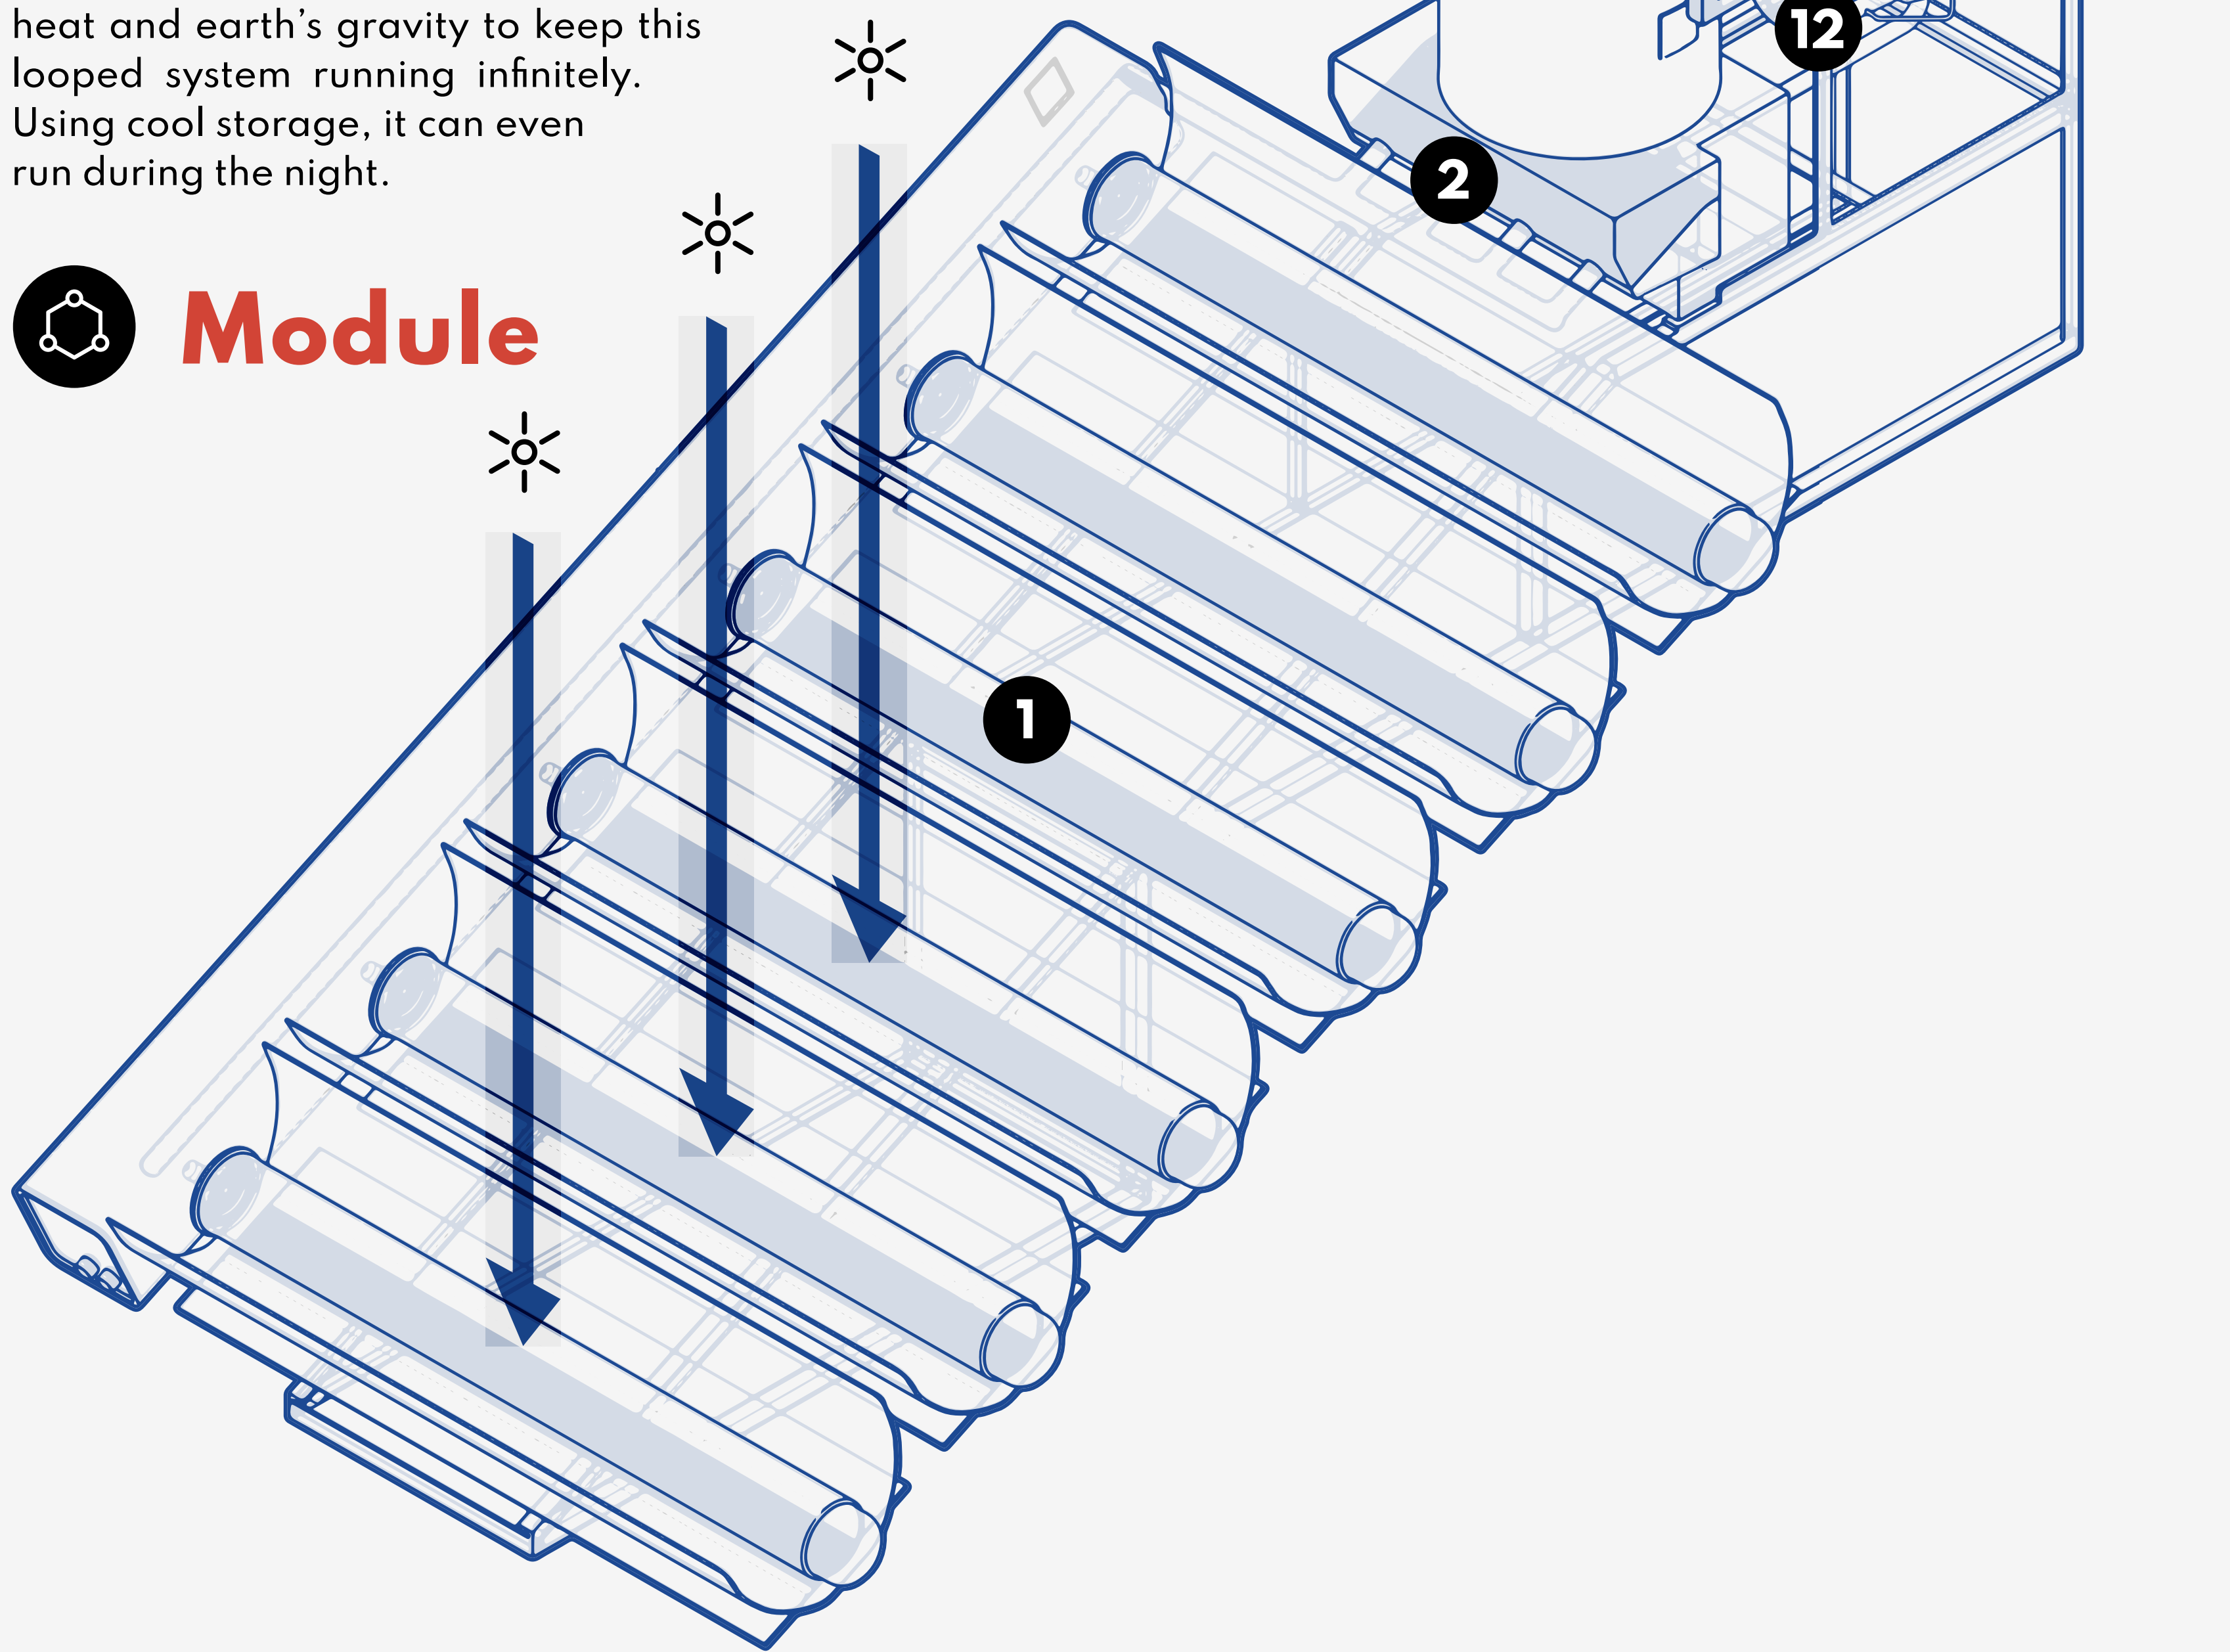 heat and earth’s gravity to keep this
looped system running infinitely.
Using cool storage, it can even
run during the night.
12
2
Module
1